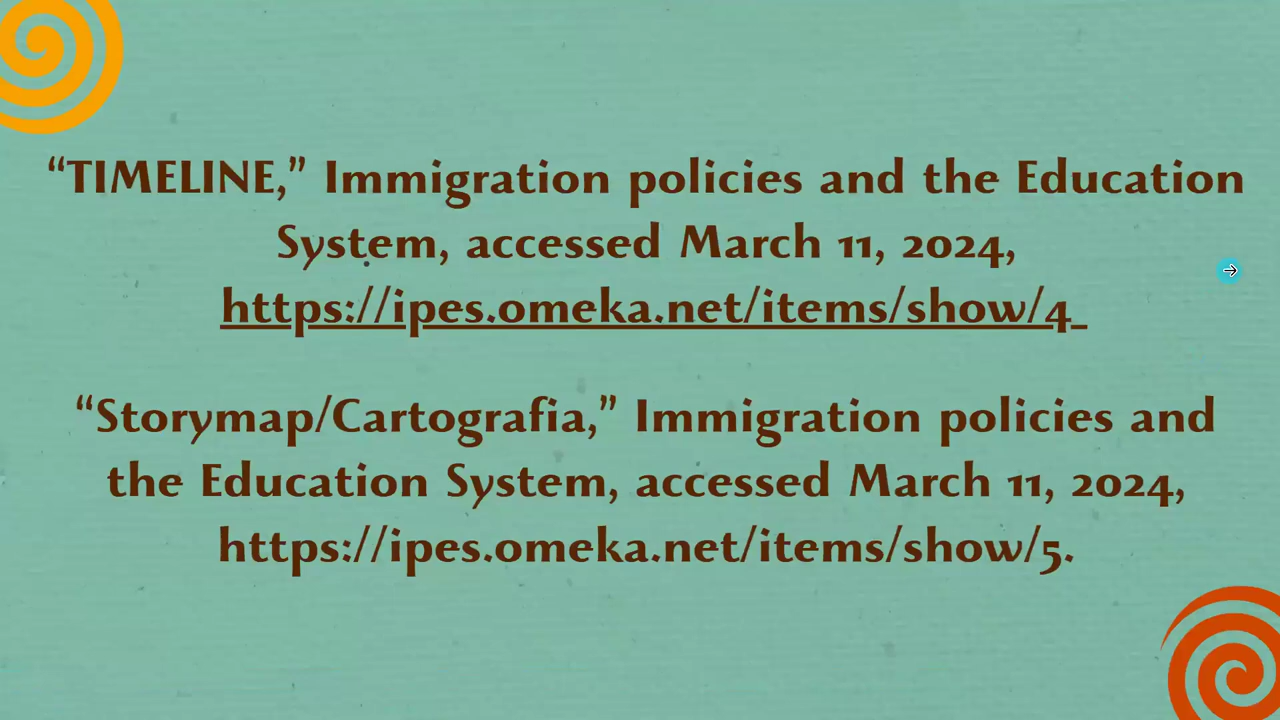 “TIMELINE,” Immigration policies and the Education
System, accessed March 11, 2024,
https://ipes.omeka.net/items/show/4
“Storymap/Cartografia,” Immigration policies and
the Education System, accessed March 11, 2024,
https://ipes.omeka.net/items/show/5.